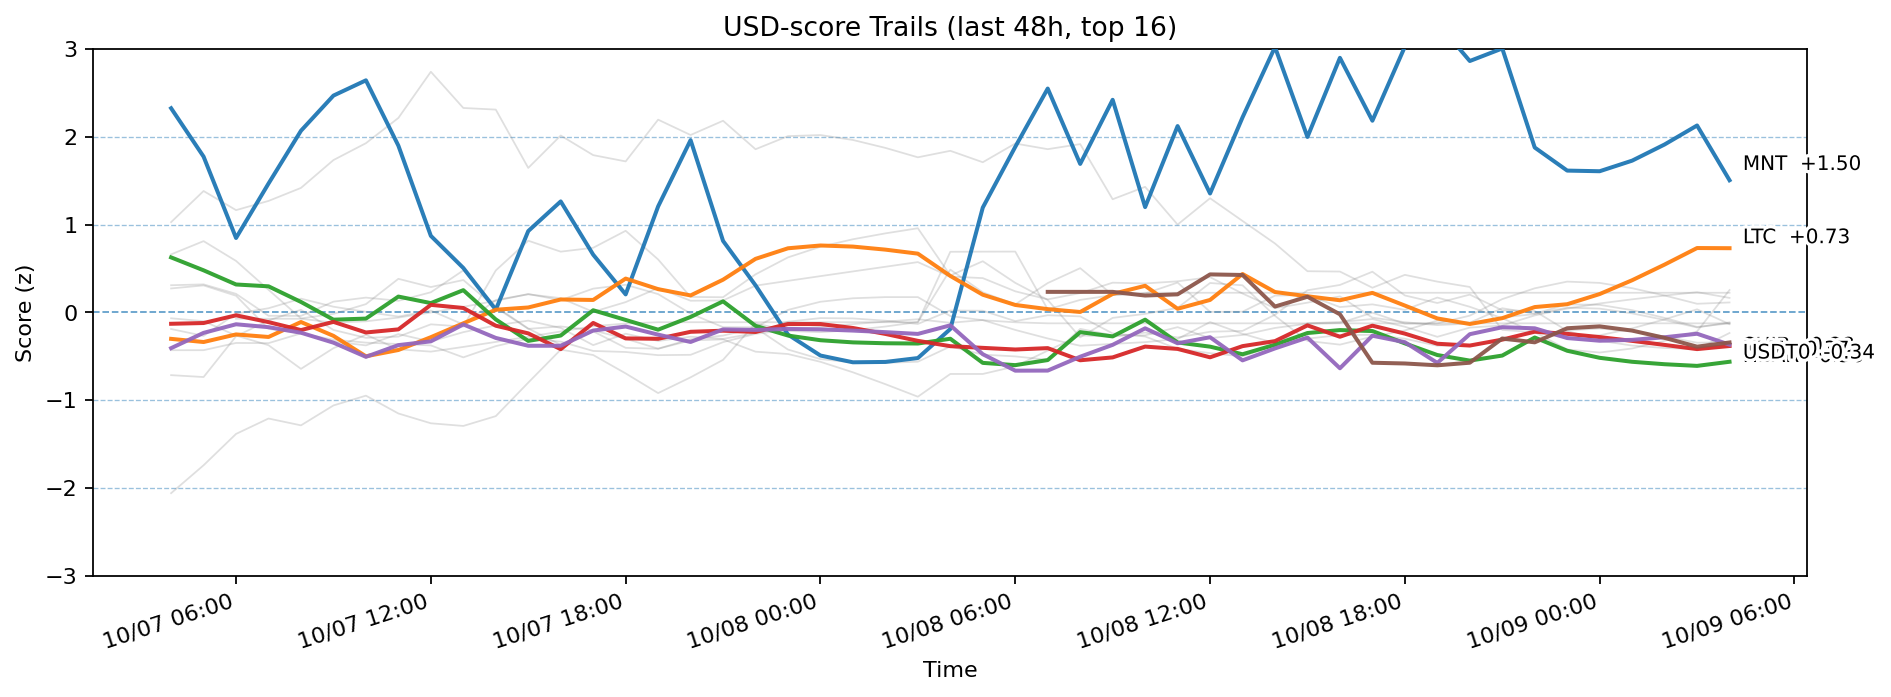 USD-score Trails (last 48h, top 16)
Score (z)
3
2
1
0
−1
−2
−3
MNT +1.50
LTC +0.73
USDT0 -0.34
10/07 06:00
10/07 12:00
10/07 18:00
10/08 00:00
10/08 06:00
10/08 12:00
10/08 18:00
10/09 00:00
10/09 06:00
Time